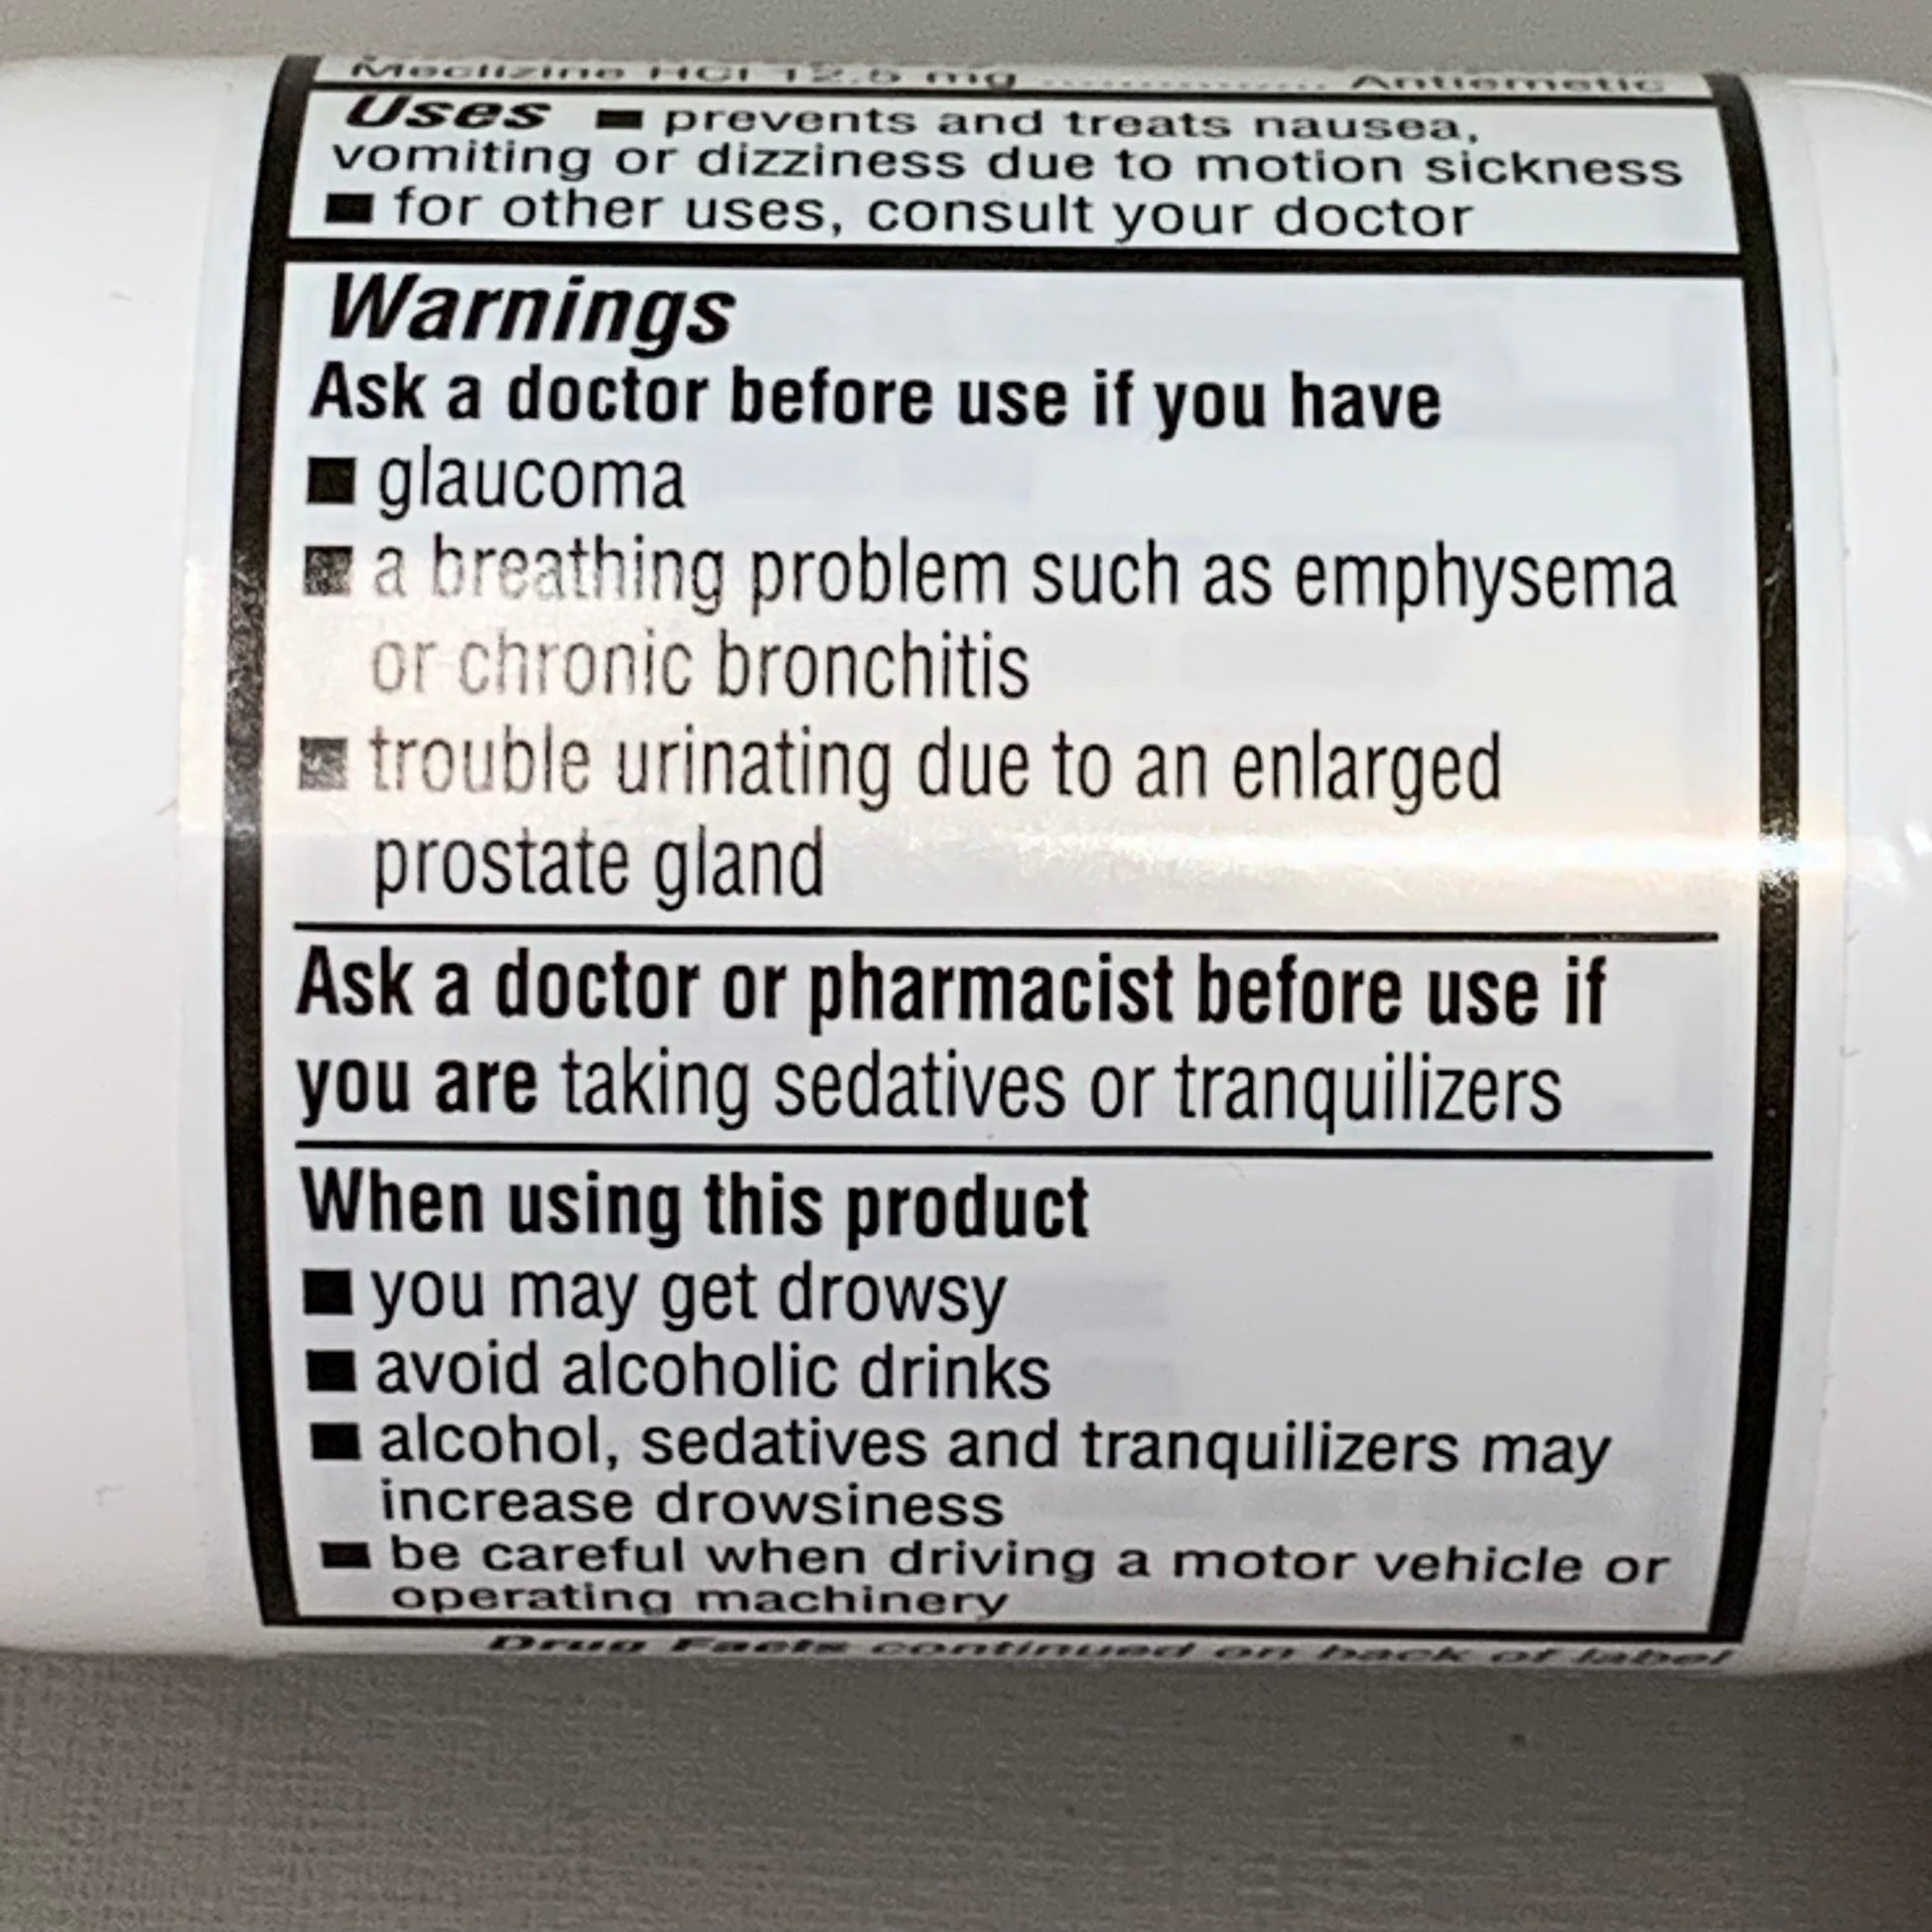 Meclizine HCl 12.5 mg ........................ Antiemetic
Uses ■ prevents and treats nausea,
vomiting or dizziness due to motion sickness
■ for other uses, consult your doctor
Warnings
Ask a doctor before use if you have
■ glaucoma
■ a breathing problem such as emphysema
or chronic bronchitis
■ trouble urinating due to an enlarged
prostate gland
Ask a doctor or pharmacist before use if
you are taking sedatives or tranquilizers
When using this product
■ you may get drowsy
■ avoid alcoholic drinks
■ alcohol, sedatives and tranquilizers may
increase drowsiness
■ be careful when driving a motor vehicle or
operating machinery
Drug Facts continued on back of label